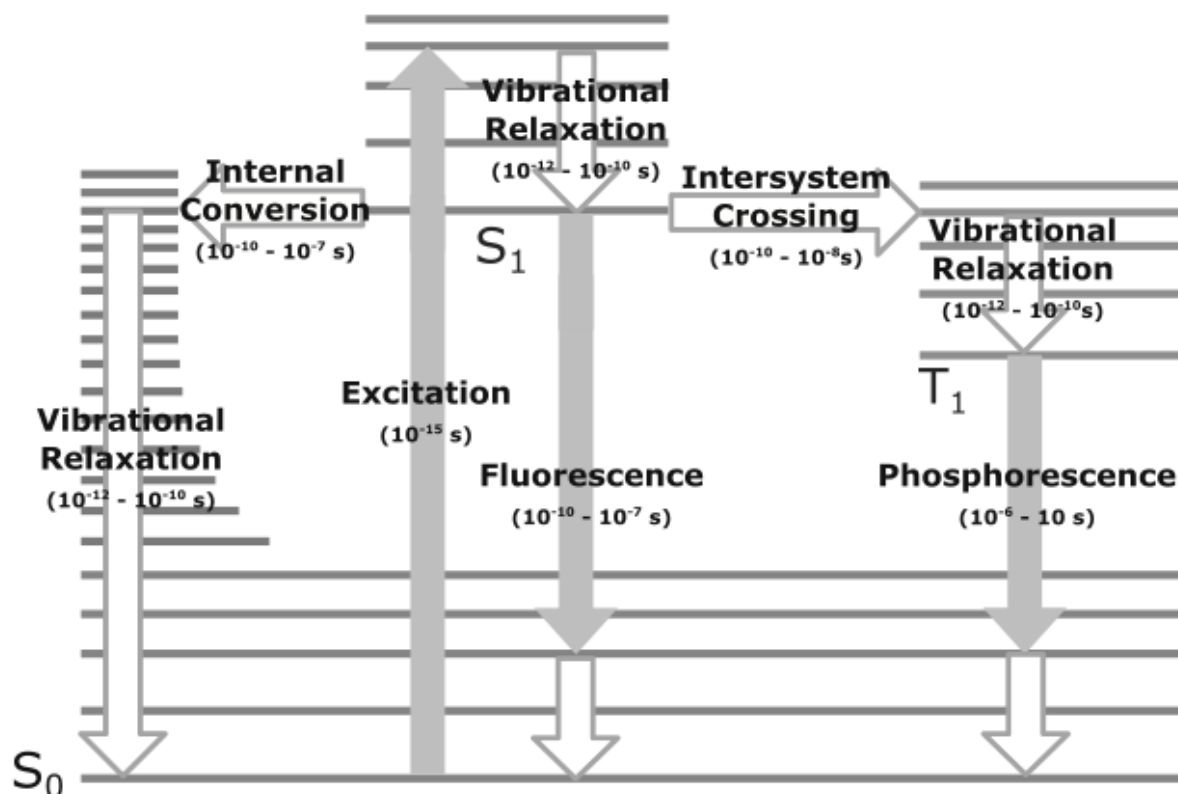 Vibrational
Relaxation
(10⁻¹² - 10⁻¹⁰ s)
Internal
Conversion
(10⁻¹⁰ - 10⁻⁷ s)
Intersystem
Crossing
(10⁻¹⁰ - 10⁻⁸s)
S₁
Vibrational
Relaxation
(10⁻¹² - 10⁻¹⁰s)
T₁
Excitation
(10⁻¹⁵ s)
Vibrational
Relaxation
(10⁻¹² - 10⁻¹⁰ s)
Fluorescence
(10⁻¹⁰ - 10⁻⁷ s)
Phosphorescence
(10⁻⁶ - 10 s)
S₀